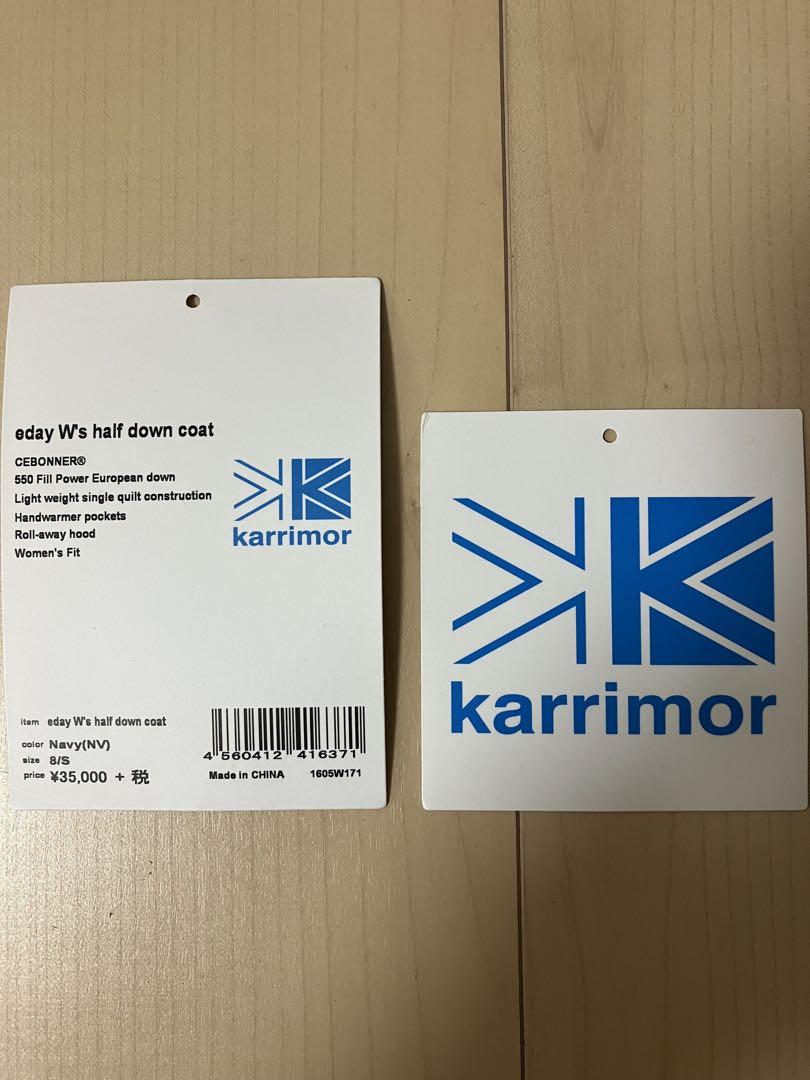 eday W's half down coat
CEBONNER®
550 Fill Power European down
Light weight single quilt construction
Handwarmer pockets
Roll-away hood
Women's Fit
karrimor
item eday W's half down coat
color Navy(NV)
size 8/S
price ¥35,000 + 税
4 560412 416371
Made in CHINA 1605W171
karrimor